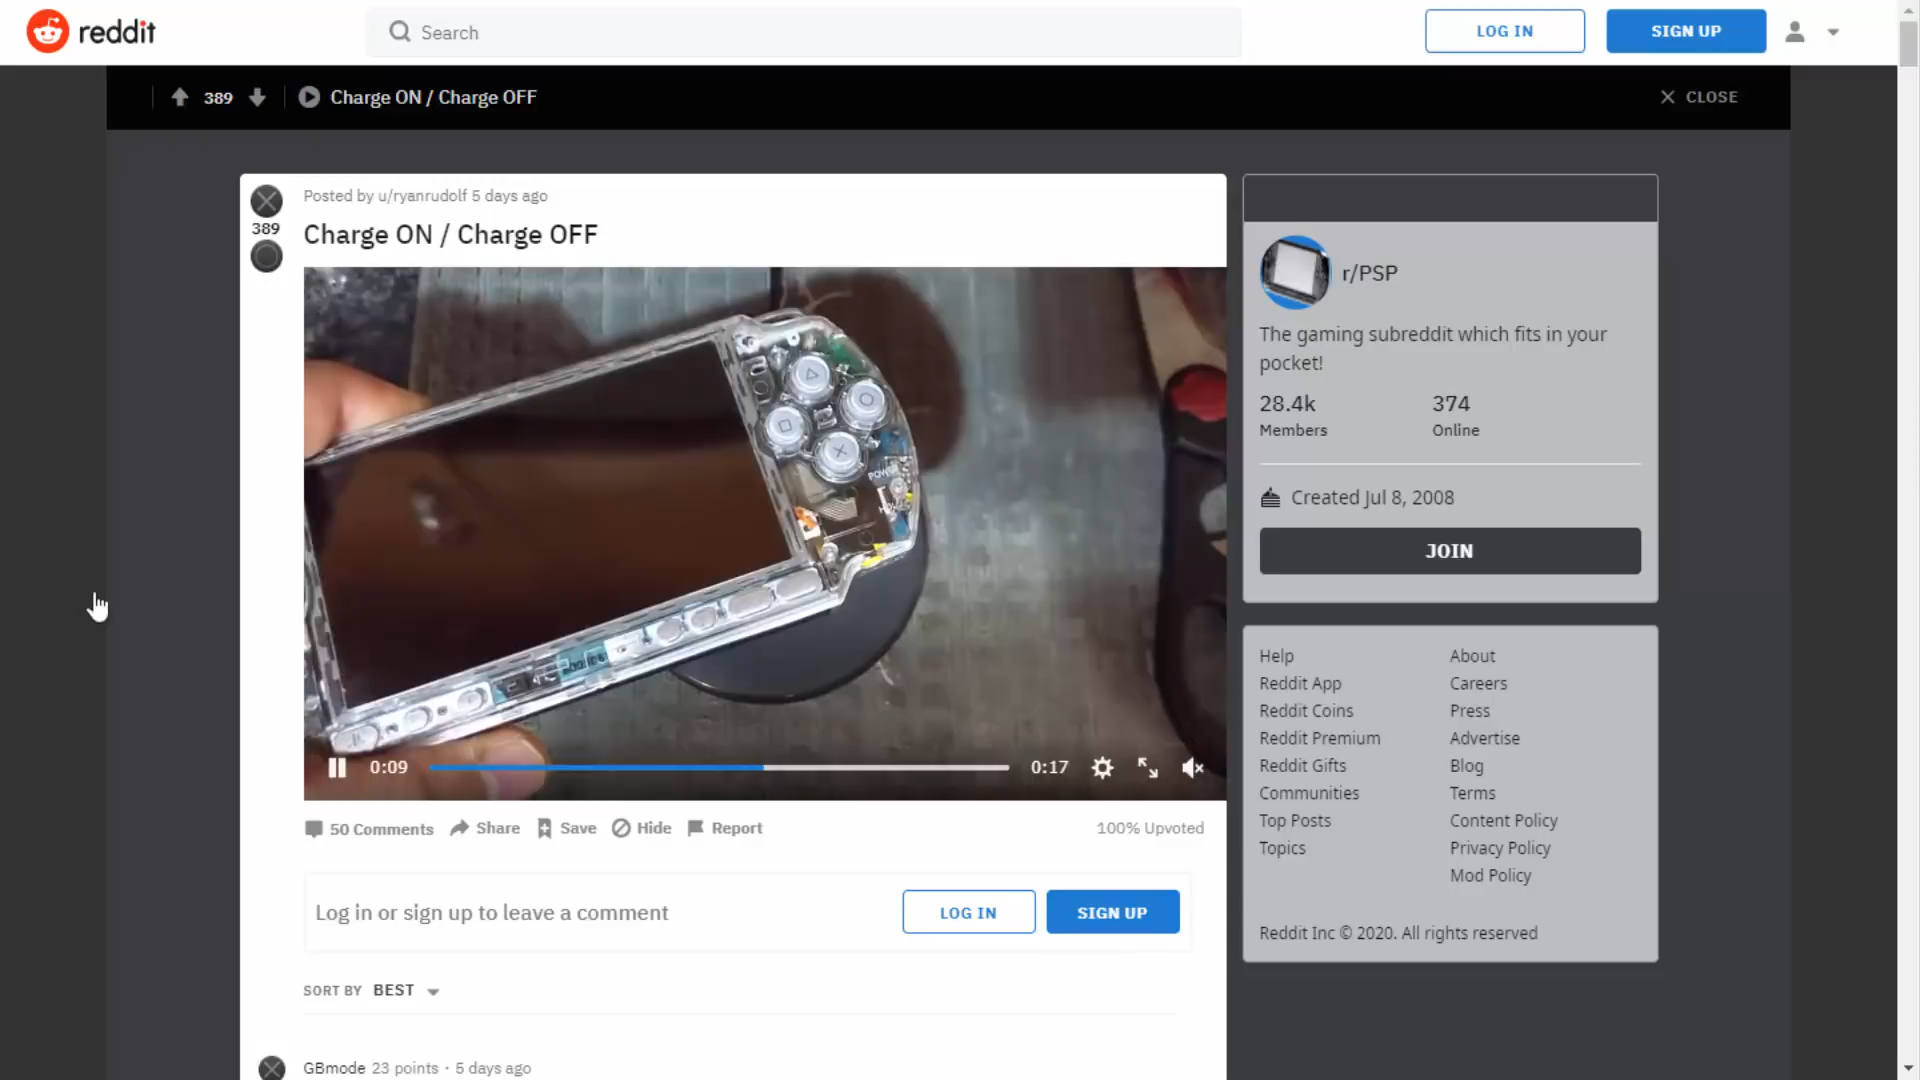 reddit
Search
LOG IN
SIGN UP
389
Charge ON / Charge OFF
CLOSE
Posted by u/ryanrudolf 5 days ago
389
Charge ON / Charge OFF
POWER
0:09
0:17
50 Comments
Share
Save
Hide
Report
100% Upvoted
Log in or sign up to leave a comment
LOG IN
SIGN UP
SORT BY BEST
GBmode 23 points · 5 days ago
r/PSP
The gaming subreddit which fits in your
pocket!
28.4k
374
Members
Online
Created Jul 8, 2008
JOIN
Help
About
Reddit App
Careers
Reddit Coins
Press
Reddit Premium
Advertise
Reddit Gifts
Blog
Communities
Terms
Top Posts
Content Policy
Topics
Privacy Policy
Mod Policy
Reddit Inc © 2020. All rights reserved